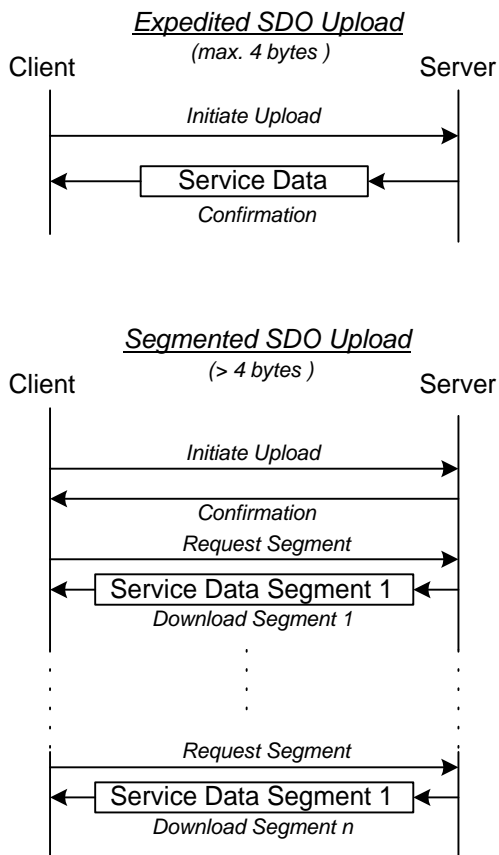 Expedited SDO Upload
(max. 4 bytes )
Client
Server
Initiate Upload
Service Data
Confirmation
Segmented SDO Upload
(> 4 bytes )
Client
Server
Initiate Upload
Confirmation
Request Segment
Service Data Segment 1
Download Segment 1
Request Segment
Service Data Segment 1
Download Segment n